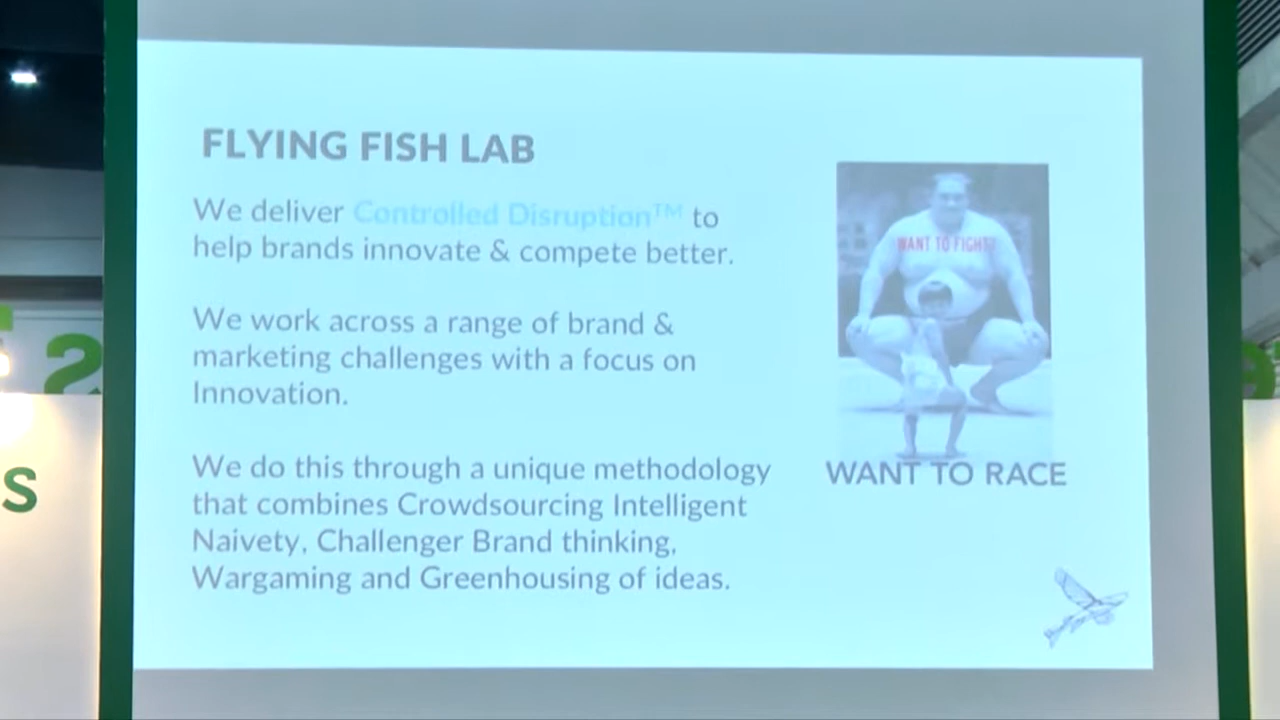 FLYING FISH LAB
We deliver Controlled Disruption™ to
help brands innovate & compete better.
We work across a range of brand &
marketing challenges with a focus on
Innovation.
We do this through a unique methodology
that combines Crowdsourcing Intelligent
Naivety, Challenger Brand thinking,
Wargaming and Greenhousing of ideas.
WANT TO FIGHT?
WANT TO RACE
S
S